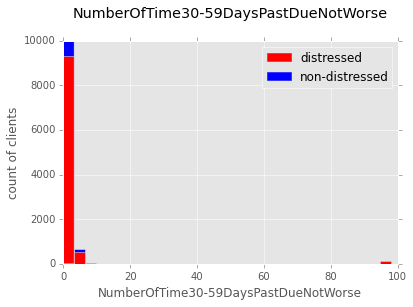 NumberOfTime30-59DaysPastDueNotWorse
10000
8000
6000
4000
2000
0
count of clients
distressed
non-distressed
0 20 40 60 80 100
NumberOfTime30-59DaysPastDueNotWorse